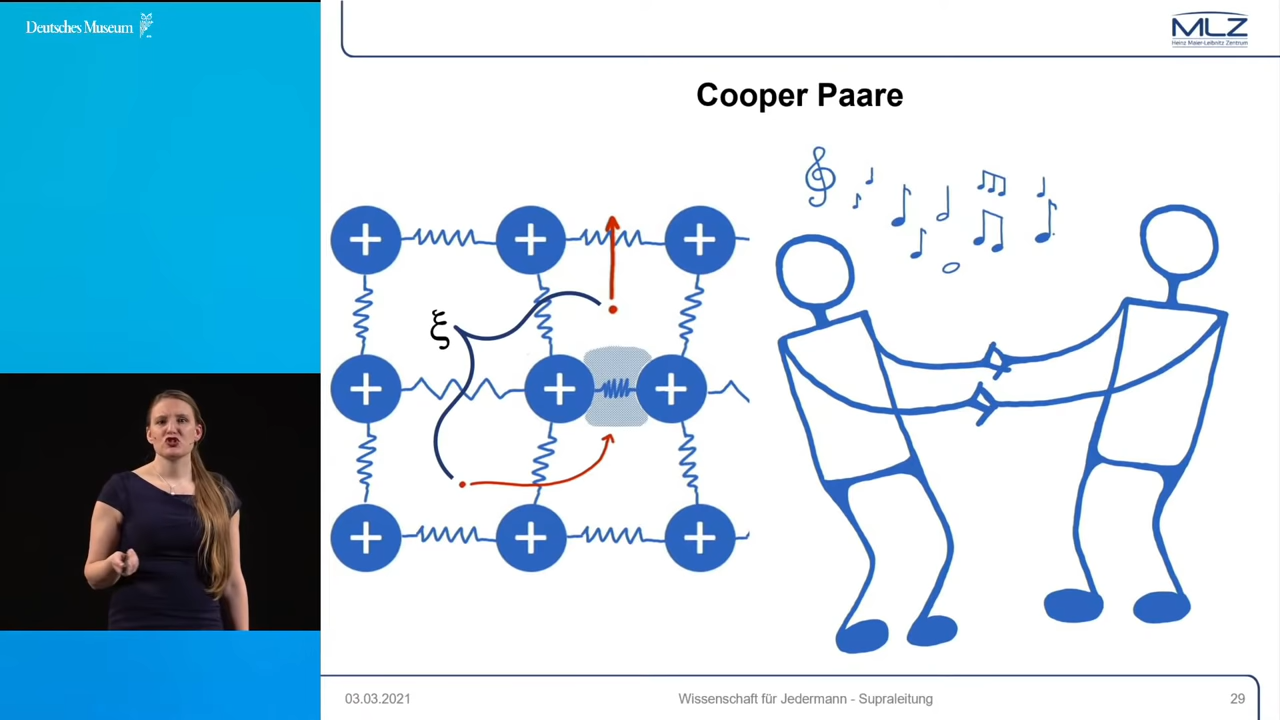 Deutsches Museum
MLZ
Heinz Maier-Leibnitz Zentrum
Cooper Paare
+ + +
ξ
+ + +
+ + +
03.03.2021
Wissenschaft für Jedermann - Supraleitung
29